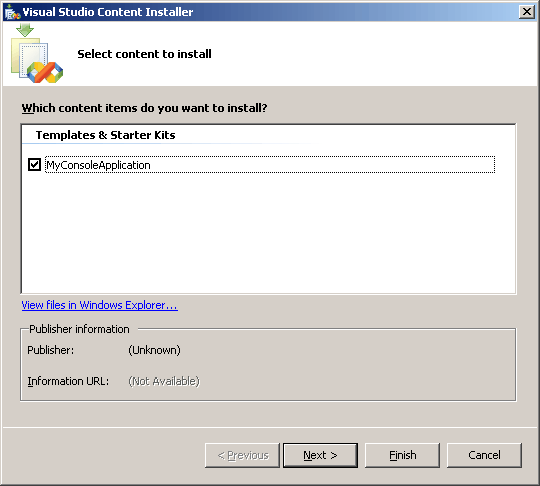 Visual Studio Content Installer
Select content to install
Which content items do you want to install?
Templates & Starter Kits
MyConsoleApplication
View files in Windows Explorer...
Publisher information
Publisher: (Unknown)
Information URL: (Not Available)
< Previous Next > Finish Cancel